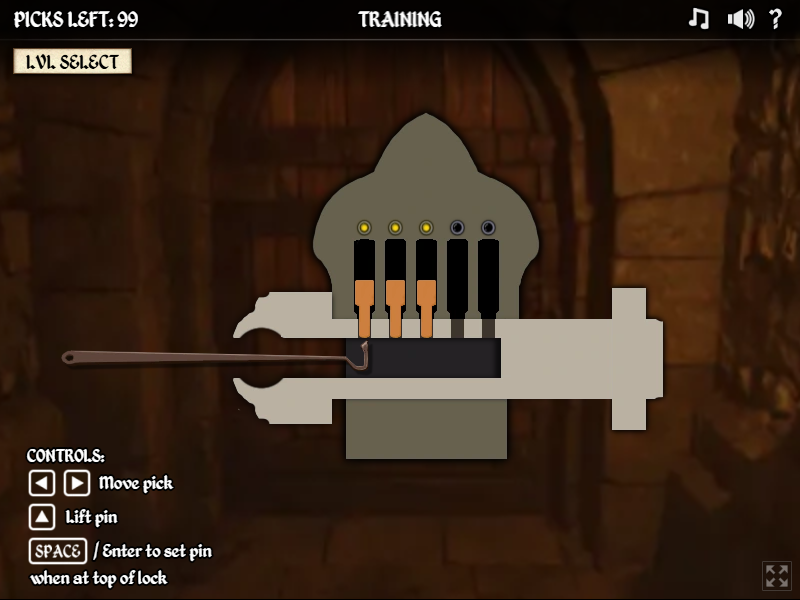 PICKS LEFT: 99
TRAINING
?
LVL SELECT
CONTROLS:
Move pick
Lift pin
SPACE / Enter to set pin
when at top of lock